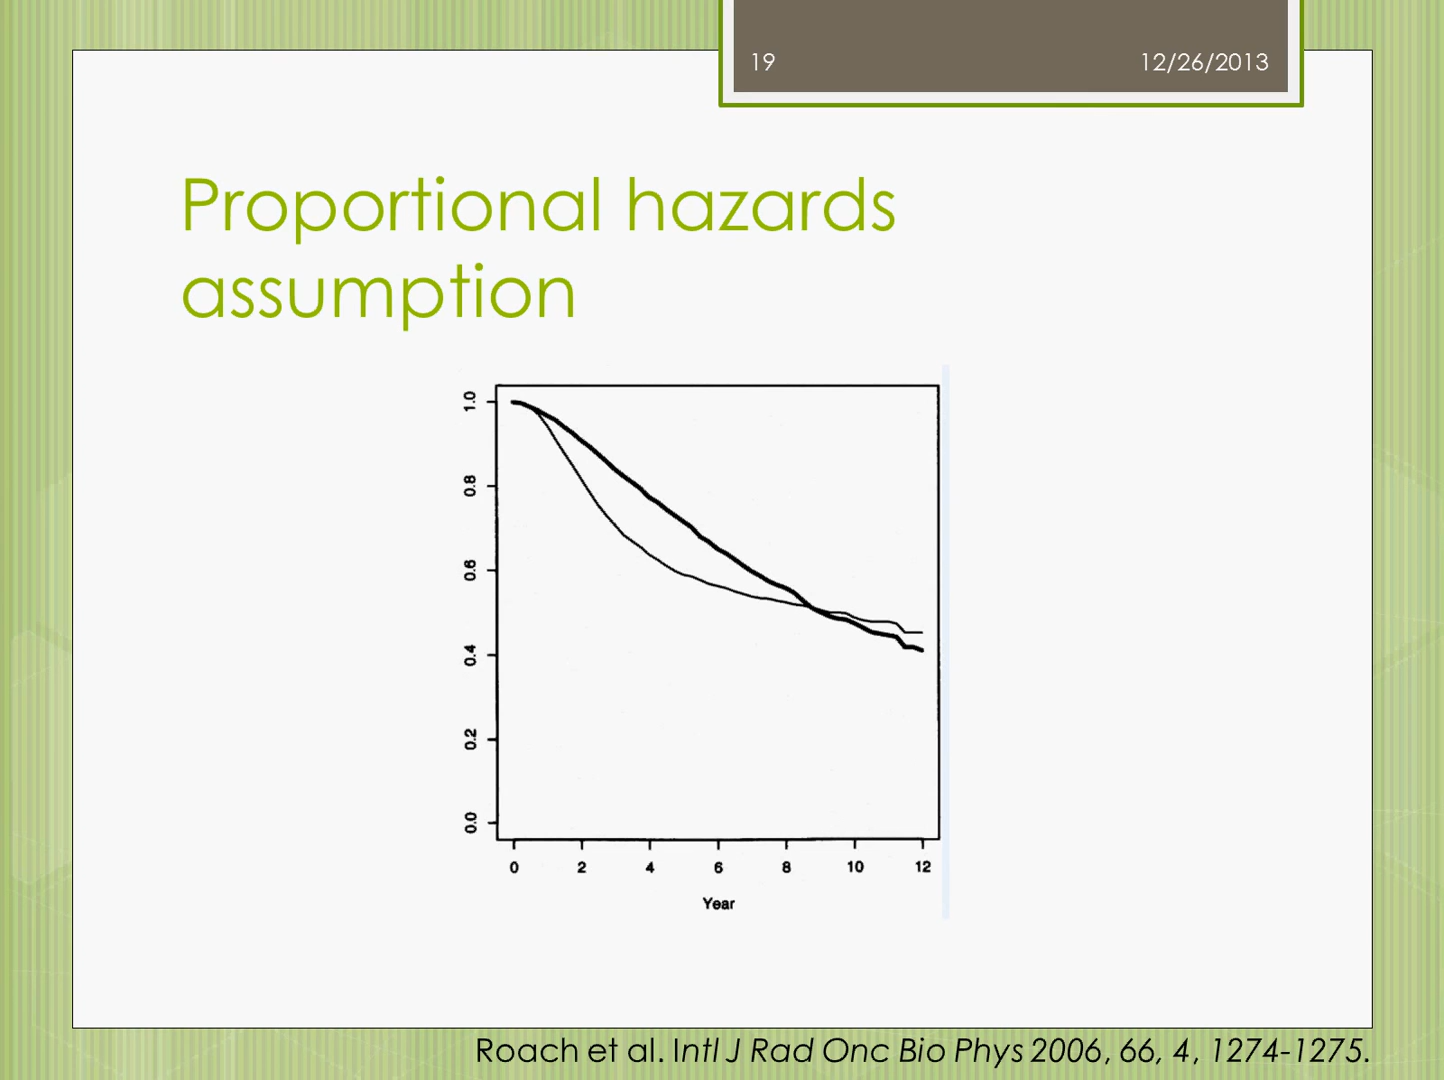 19 12/26/2013
Proportional hazards
assumption
1.0
0.8
0.6
0.4
0.2
0.0
0 2 4 6 8 10 12
Year
Roach et al. Intl J Rad Onc Bio Phys 2006, 66, 4, 1274-1275.